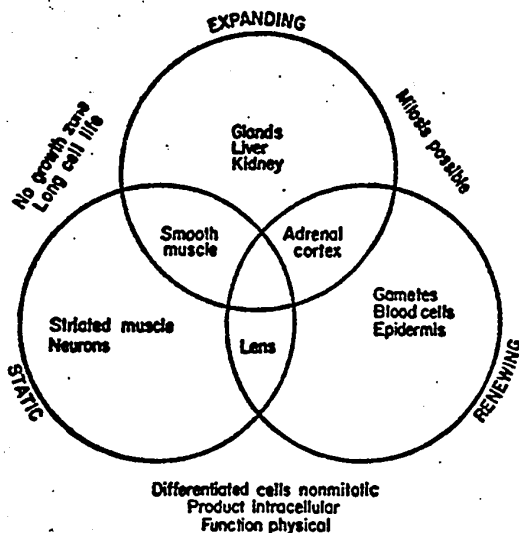 EXPANDING
No growth zone
Long cell life
Mitosis possible
Glands
Liver
Kidney
Smooth
muscle
Adrenal
cortex
Gametes
Blood cells
Epidermis
Striated muscle
Neurons
Lens
STATIC
RENEWING
Differentiated cells nonmitotic
Product intracellular
Function physical